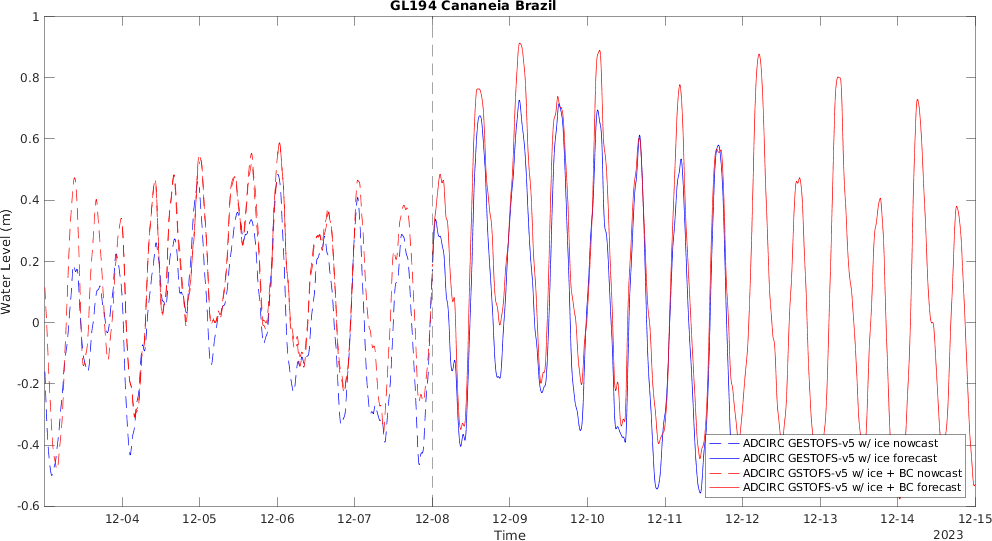 GL194 Cananeia Brazil
1
0.8
0.6
0.4
0.2
0
-0.2
-0.4
-0.6
Water Level (m)
ADCIRC GESTOFS-v5 w/ ice nowcast
ADCIRC GESTOFS-v5 w/ ice forecast
ADCIRC GSTOFS-v5 w/ ice + BC nowcast
ADCIRC GSTOFS-v5 w/ ice + BC forecast
12-04 12-05 12-06 12-07 12-08 12-09 12-10 12-11 12-12 12-13 12-14 12-15
Time
2023